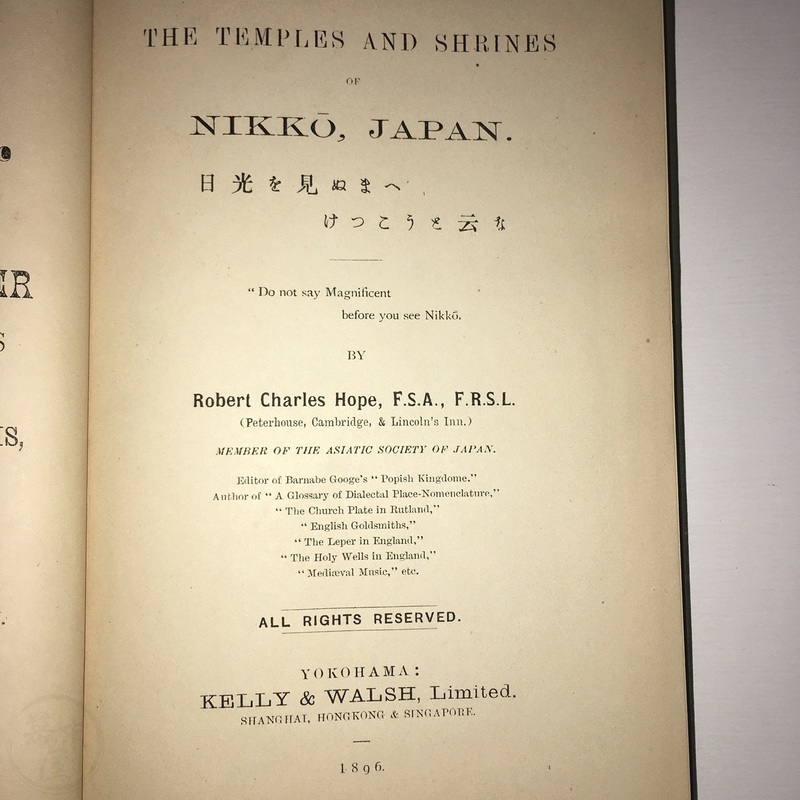 THE TEMPLES AND SHRINES
OF
NIKKŌ, JAPAN.
日光を見ぬまへ
けつこうと云な
“ Do not say Magnificent
before you see Nikkō.
BY
Robert Charles Hope, F.S.A., F.R.S.L.
(Peterhouse, Cambridge, & Lincoln's Inn.)
MEMBER OF THE ASIATIC SOCIETY OF JAPAN.
Editor of Barnabe Googe's “ Popish Kingdome.”
Author of “ A Glossary of Dialectal Place-Nomenclature,”
“ The Church Plate in Rutland,”
“ English Goldsmiths,”
“ The Leper in England,”
“ The Holy Wells in England,”
“ Mediæval Music,” etc.
ALL RIGHTS RESERVED.
YOKOHAMA:
KELLY & WALSH, Limited.
SHANGHAI, HONGKONG & SINGAPORE.
1896.